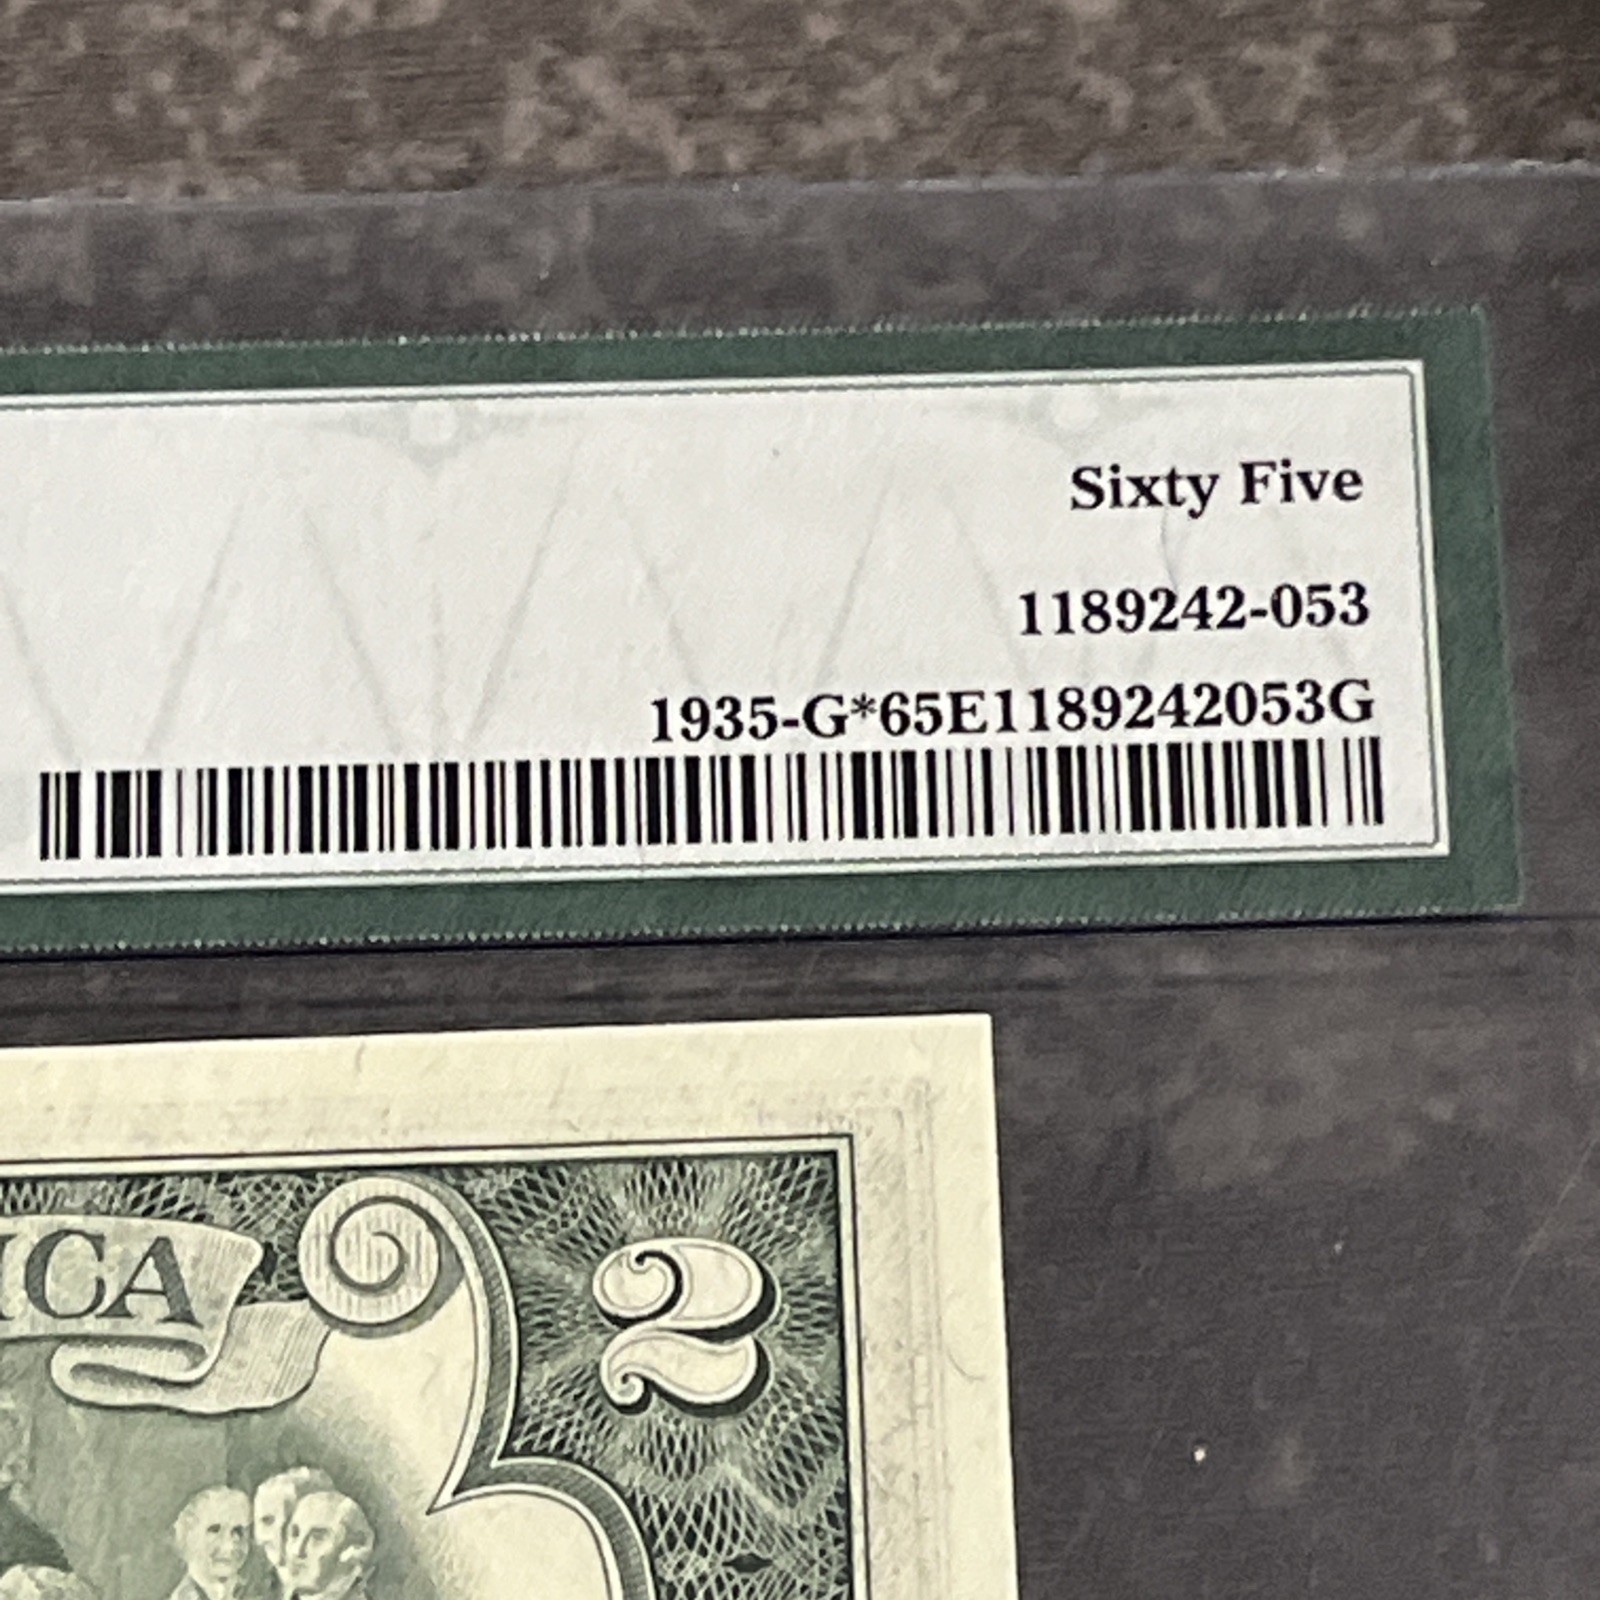 Sixty Five
1189242-053
1935-G*65E1189242053G
ICA
2